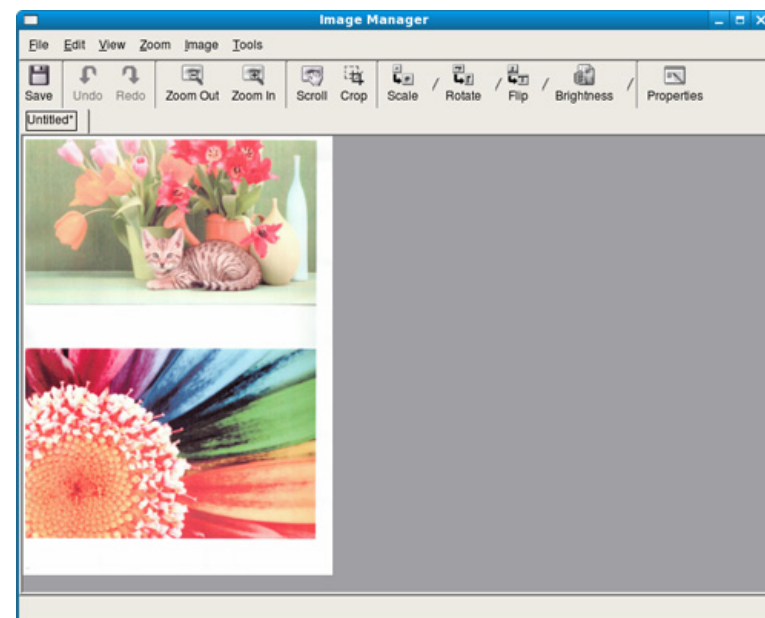 Image Manager
File Edit View Zoom Image Tools
Save Undo Redo Zoom Out Zoom In Scroll Crop Scale / Rotate / Flip / Brightness / Properties
Untitled*